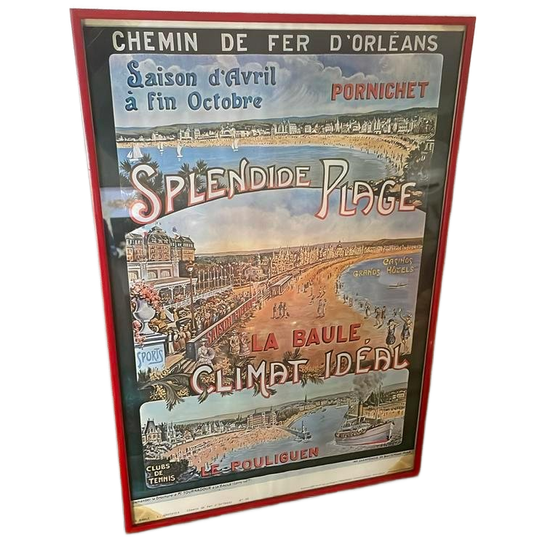 CHEMIN DE FER D'ORLÉANS
Saison d'Avril
à fin Octobre
PORNICHET
SPLENDIDE PLAGE
CASINOS
GRANDS HÔTELS
SPORTS
LA BAULE
CLIMAT IDÉAL
CLUBS
DE
TENNIS
LE POULIGUEN